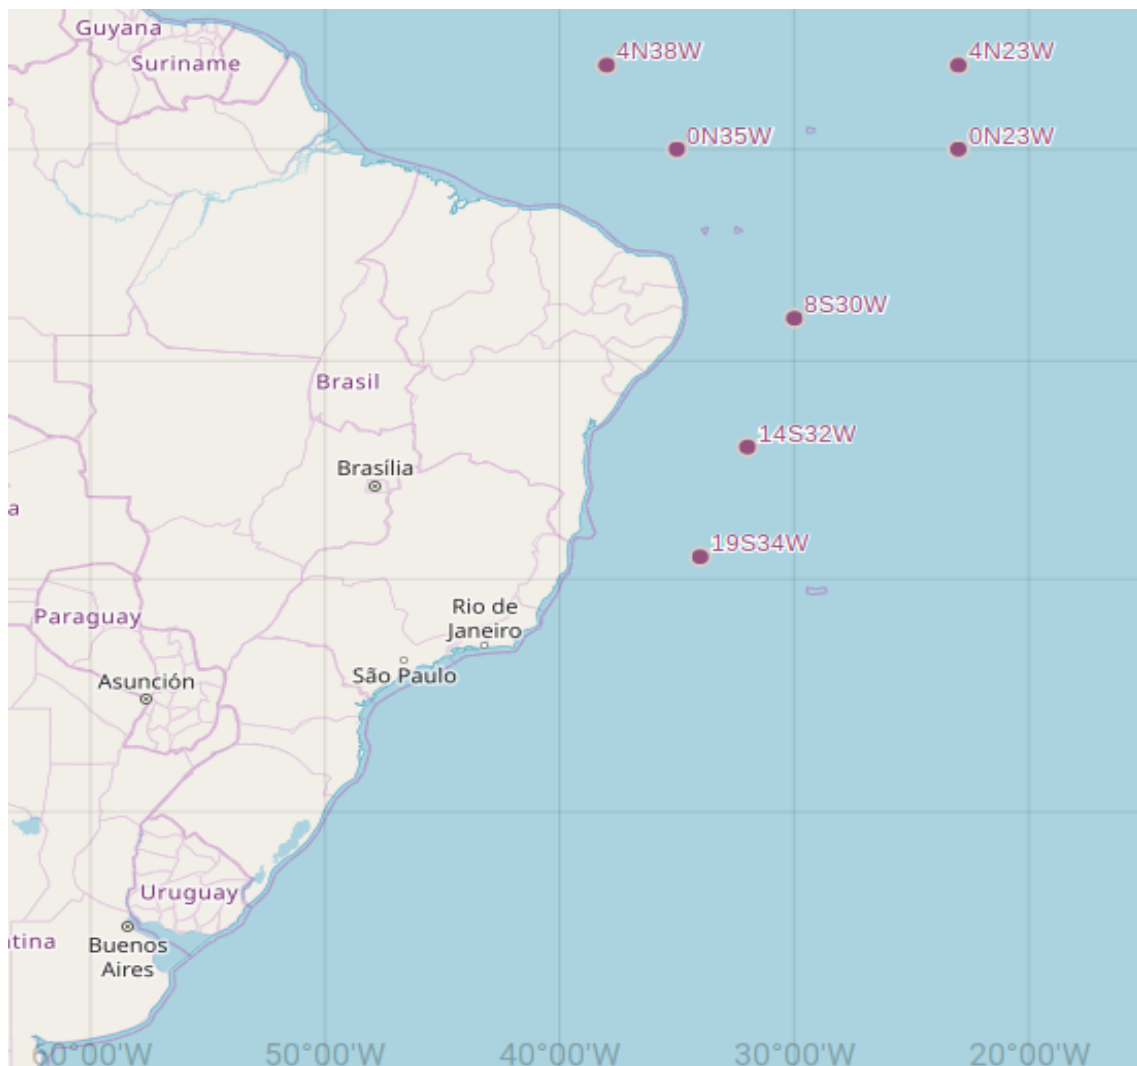 Guyana
Suriname
4N38W
4N23W
0N35W
0N23W
8S30W
Brasil
14S32W
Brasília
a
19S34W
Rio de
Janeiro
Paraguay
São Paulo
Asunción
Uruguay
ntina
Buenos
Aires
60°00'W
50°00'W
40°00'W
30°00'W
20°00'W